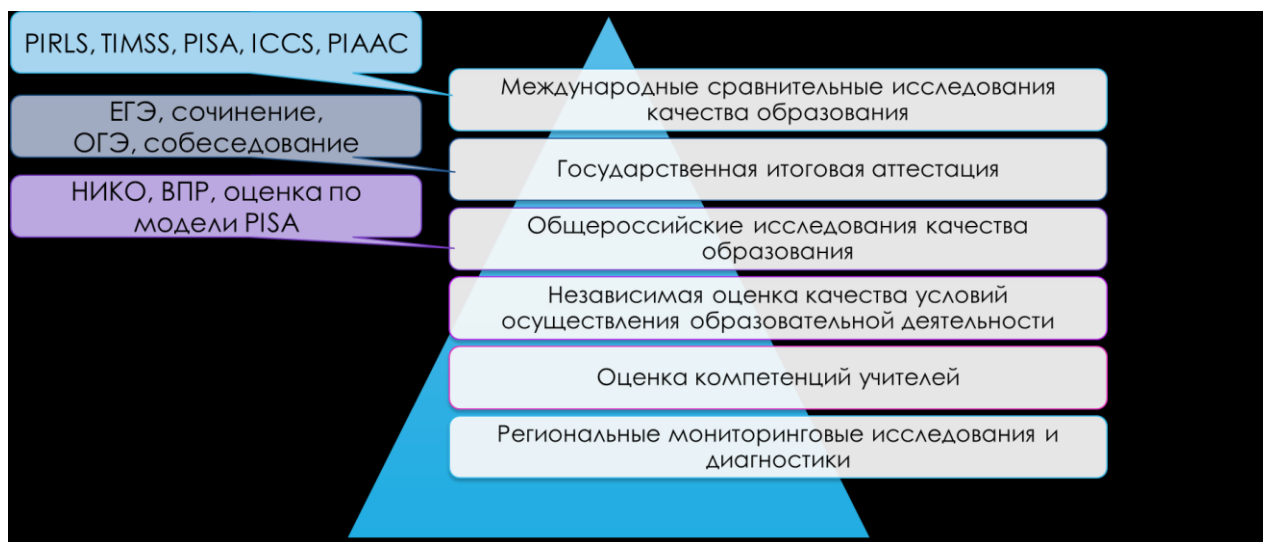 PIRLS, TIMSS, PISA, ICCS, PIAAC
Международные сравнительные исследования
качества образования
ЕГЭ, сочинение,
ОГЭ, собеседование
Государственная итоговая аттестация
НИКО, ВПР, оценка по
модели PISA
Общероссийские исследования качества
образования
Независимая оценка качества условий
осуществления образовательной деятельности
Оценка компетенций учителей
Региональные мониторинговые исследования и
диагностики